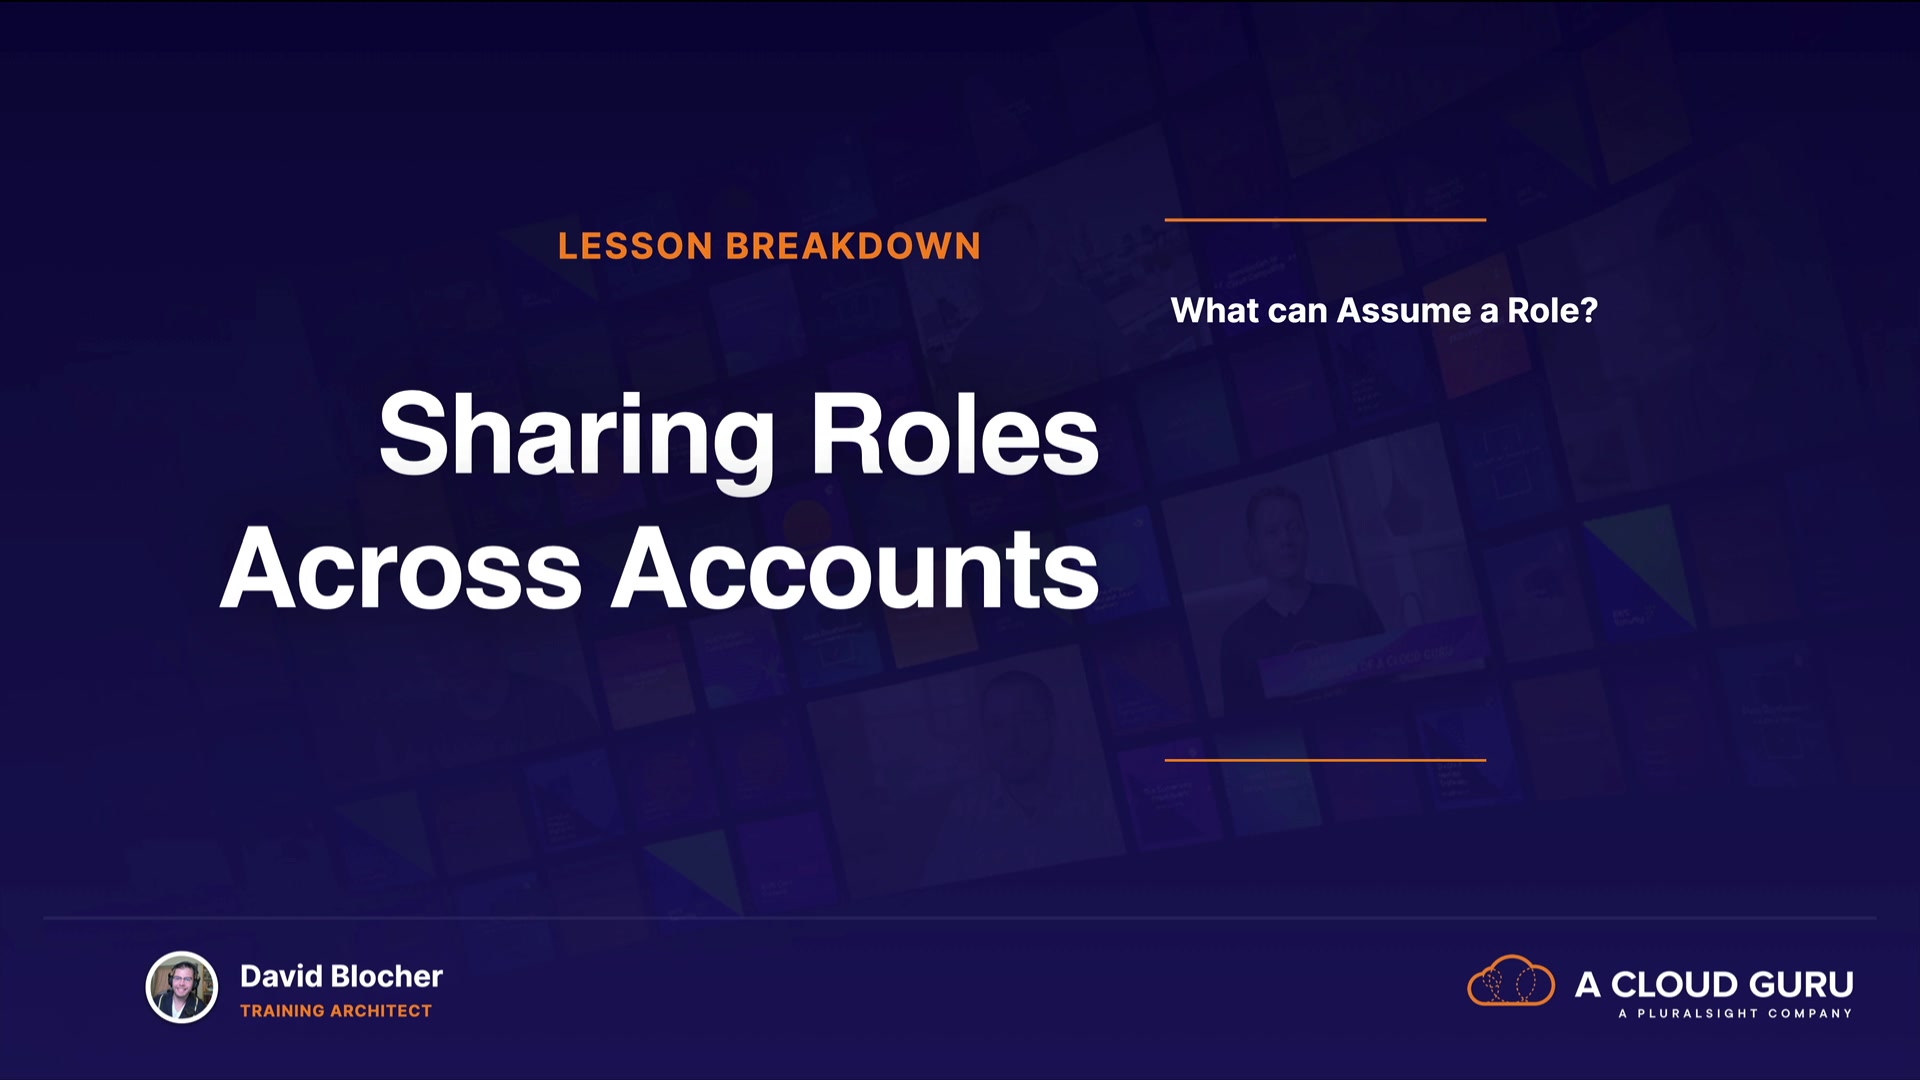 LESSON BREAKDOWN
Sharing Roles
Across Accounts
What can Assume a Role?
David Blocher
TRAINING ARCHITECT
A CLOUD GURU
A PLURALSIGHT COMPANY